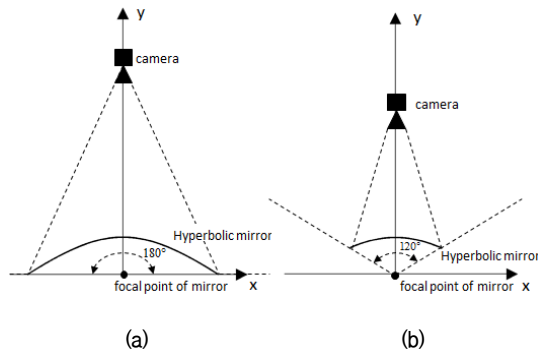 y
camera
Hyperbolic mirror
180°
x
focal point of mirror
(a)
y
camera
120°
Hyperbolic mirror
focal point of mirror
x
(b)